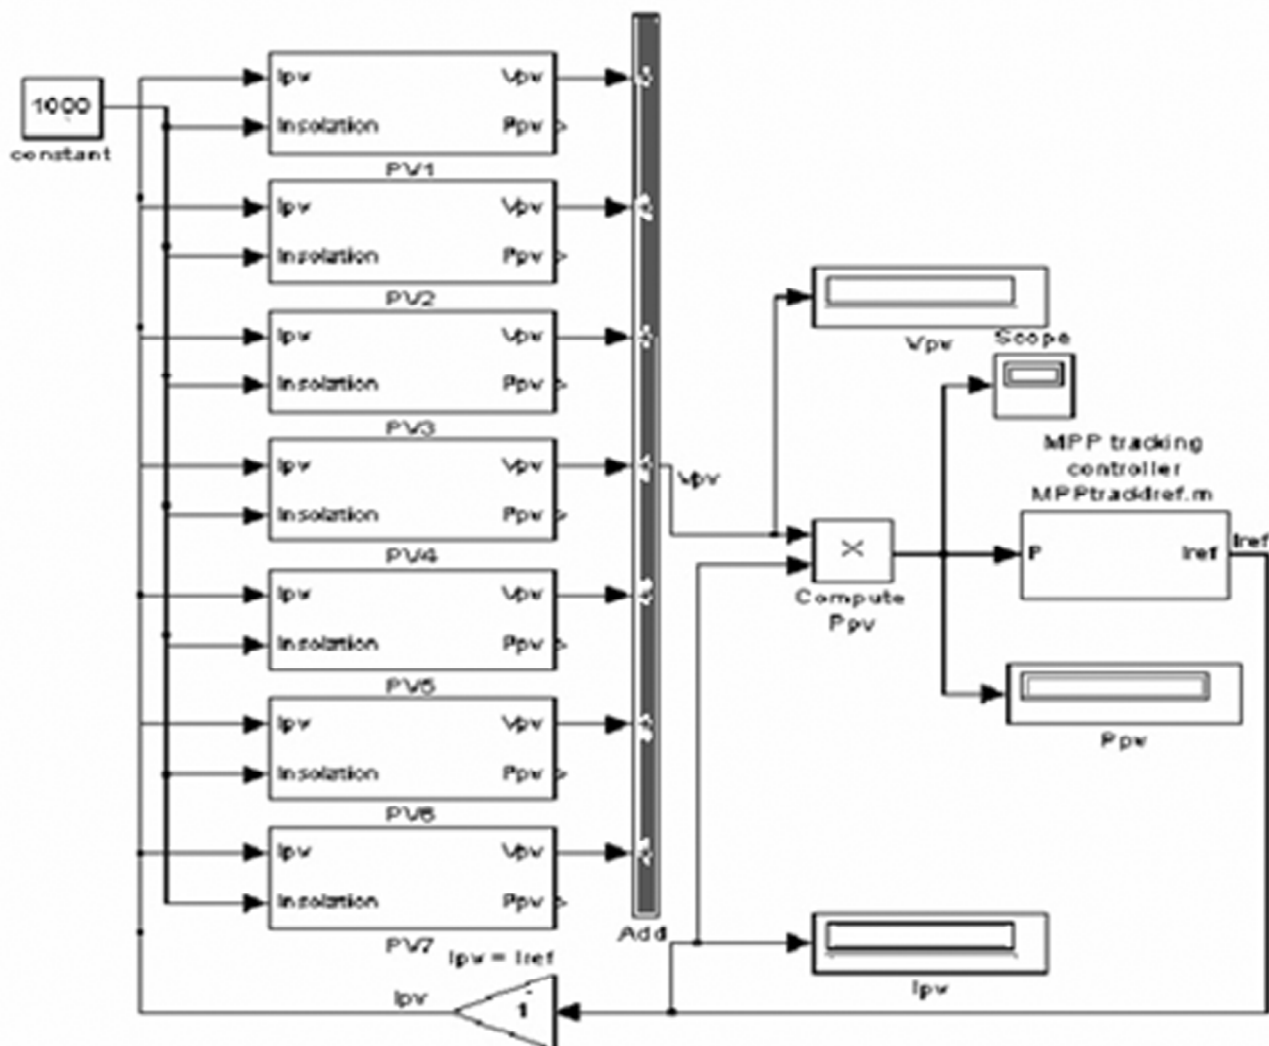 1000
constant
Ipv Vpv
Insolation Ppv
PV1
Ipv Vpv
Insolation Ppv
PV2
Ipv Vpv
Insolation Ppv
PV3
Ipv Vpv
Insolation Ppv
PV4
Ipv Vpv
Insolation Ppv
PV5
Ipv Vpv
Insolation Ppv
PV6
Ipv Vpv
Insolation Ppv
PV7
Add
Vpv
Vpv
Scope
MPP tracking
controller
P Iref
Iref
×
Compute
Ppv
Ppv
Ipv
Ipv = Iref
Ipv
1